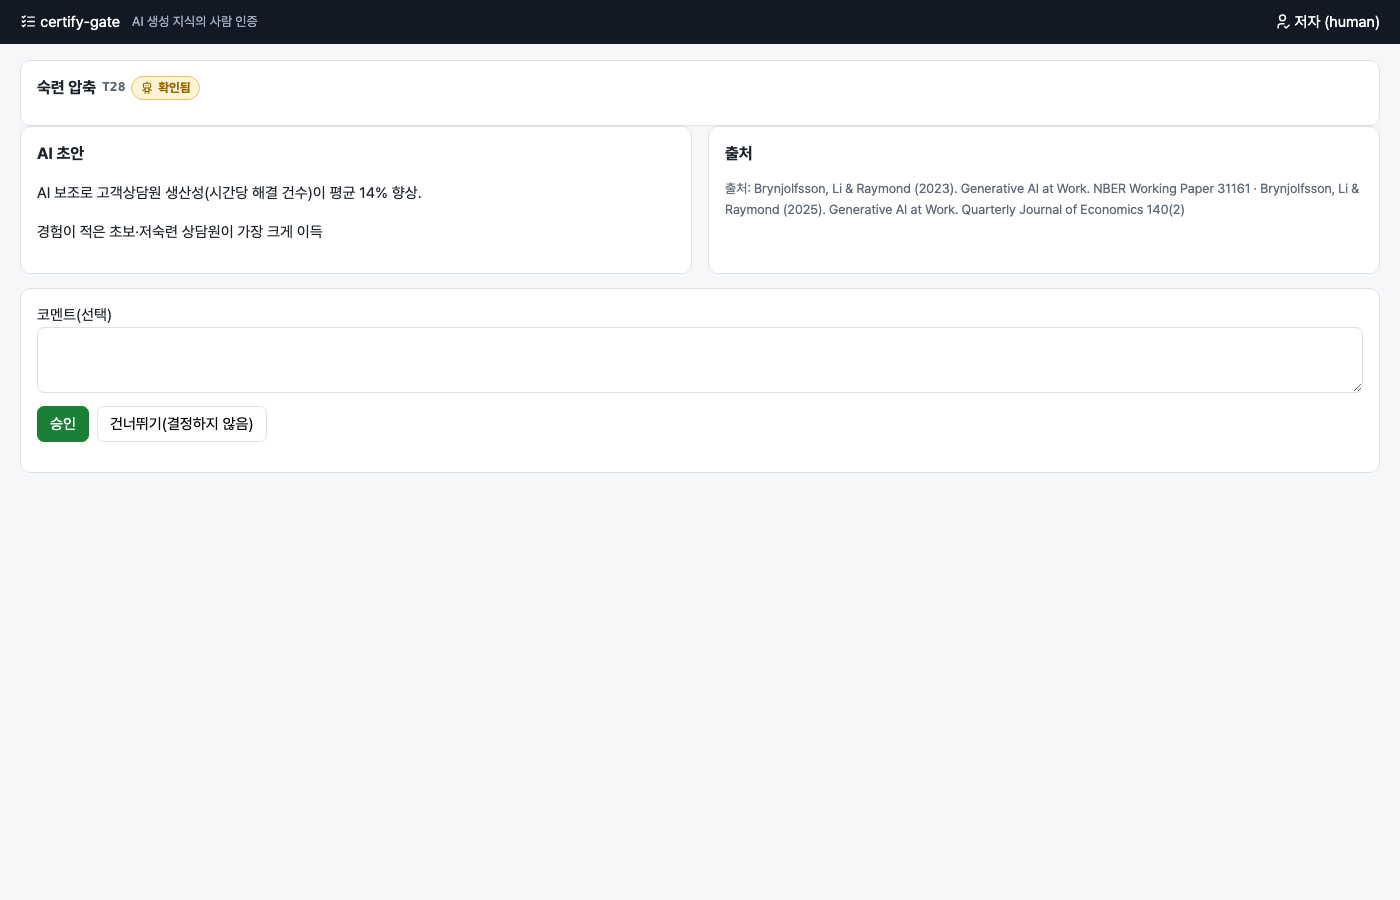 certify-gate AI 생성 지식의 사람 인증
저자 (human)
숙련 압축 T28 확인됨
AI 초안
AI 보조로 고객상담원 생산성(시간당 해결 건수)이 평균 14% 향상.
경험이 적은 초보·저숙련 상담원이 가장 크게 이득
출처
출처: Brynjolfsson, Li & Raymond (2023). Generative AI at Work. NBER Working Paper 31161 · Brynjolfsson, Li &
Raymond (2025). Generative AI at Work. Quarterly Journal of Economics 140(2)
코멘트(선택)
승인
건너뛰기(결정하지 않음)